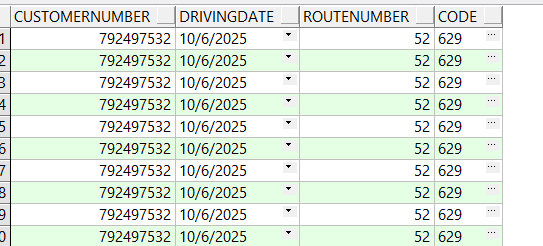 CUSTOMERNUMBER DRIVINGDATE ROUTENUMBER CODE
1 792497532 10/6/2025 52 629 ...
2 792497532 10/6/2025 52 629 ...
3 792497532 10/6/2025 52 629 ...
4 792497532 10/6/2025 52 629 ...
5 792497532 10/6/2025 52 629 ...
6 792497532 10/6/2025 52 629 ...
7 792497532 10/6/2025 52 629 ...
8 792497532 10/6/2025 52 629 ...
9 792497532 10/6/2025 52 629 ...
0 792497532 10/6/2025 52 629 ...